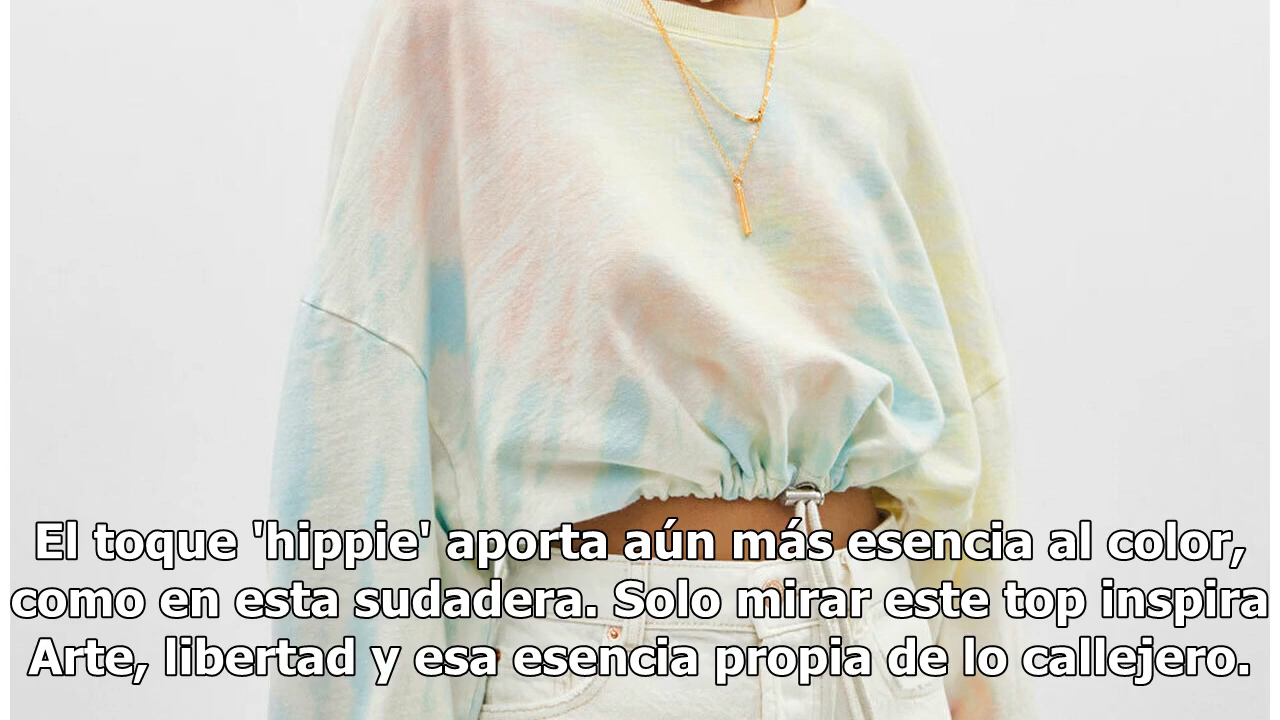 El toque 'hippie' aporta aún más esencia al color,
como en esta sudadera. Solo mirar este top inspira
Arte, libertad y esa esencia propia de lo callejero.